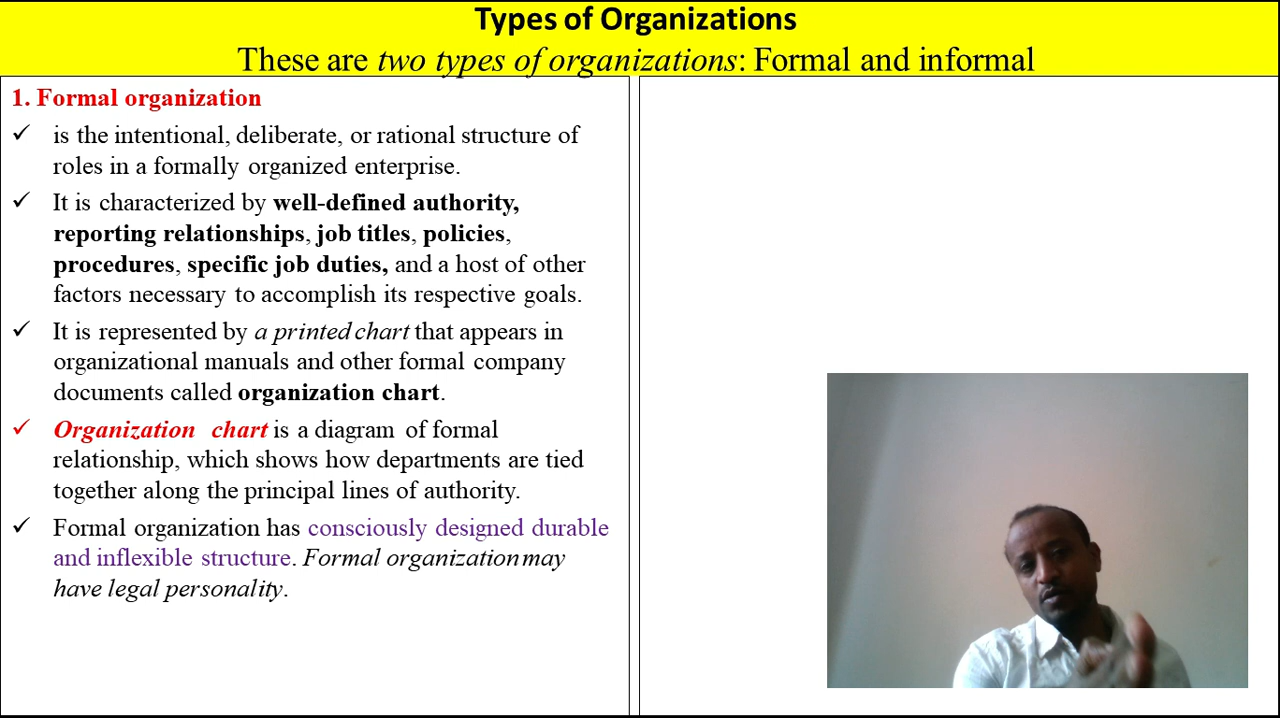 Types of Organizations
These are two types of organizations: Formal and informal
1. Formal organization
✓ is the intentional, deliberate, or rational structure of
roles in a formally organized enterprise.
✓ It is characterized by well-defined authority,
reporting relationships, job titles, policies,
procedures, specific job duties, and a host of other
factors necessary to accomplish its respective goals.
✓ It is represented by a printed chart that appears in
organizational manuals and other formal company
documents called organization chart.
✓ Organization chart is a diagram of formal
relationship, which shows how departments are tied
together along the principal lines of authority.
✓ Formal organization has consciously designed durable
and inflexible structure. Formal organization may
have legal personality.